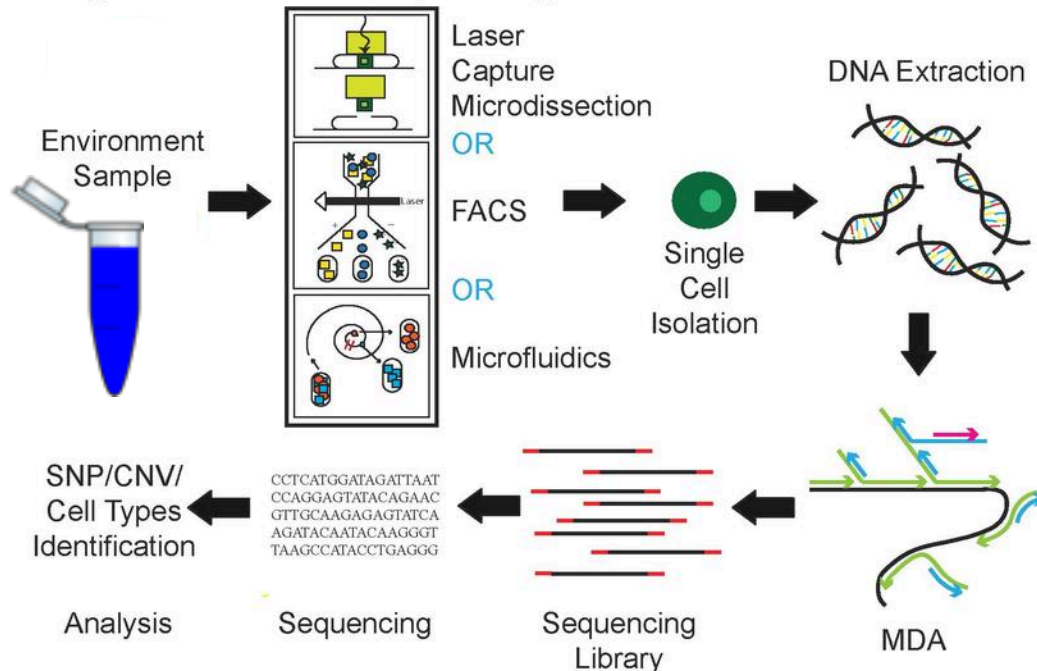 Environment
Sample
Laser
Capture
Microdissection
OR
Laser
FACS
+
−
OR
Microfluidics
Single
Cell
Isolation
DNA Extraction
MDA
Sequencing
Library
CCTCATGGATAGATTAAT
CCAGGAGTATACAGAAC
GTTGCAAGAGAGTATCA
AGATACAATACAAGGGT
TAAGCCATACCTGAGGG
Sequencing
SNP/CNV/
Cell Types
Identification
Analysis